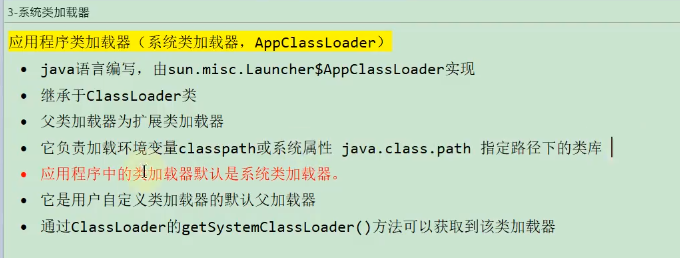 3-系统类加载器
应用程序类加载器（系统类加载器，AppClassLoader）
• java语言编写，由sun.misc.Launcher$AppClassLoader实现
• 继承于ClassLoader类
• 父类加载器为扩展类加载器
• 它负责加载环境变量classpath或系统属性 java.class.path 指定路径下的类库
• 应用程序中的类加载器默认是系统类加载器。
• 它是用户自定义类加载器的默认父加载器
• 通过ClassLoader的getSystemClassLoader()方法可以获取到该类加载器